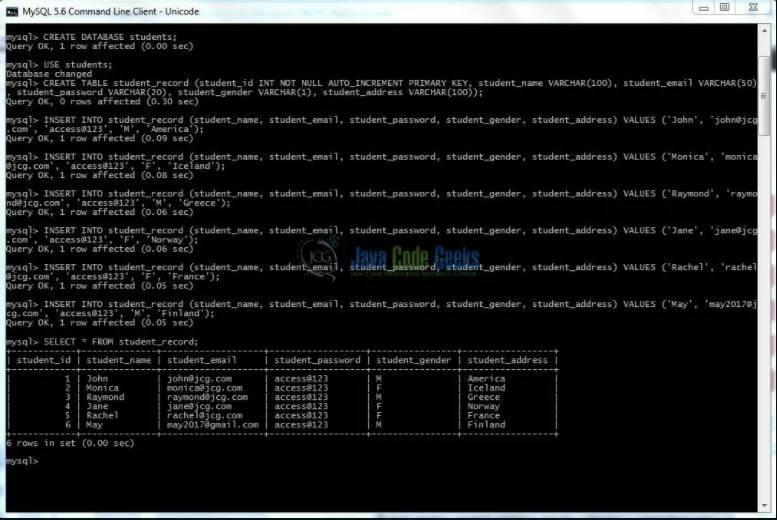 MySQL 5.6 Command Line Client - Unicode
mysql> CREATE DATABASE students;
Query OK, 1 row affected (0.00 sec)
mysql> USE students;
Database changed
mysql> CREATE TABLE student_record (student_id INT NOT NULL AUTO_INCREMENT PRIMARY KEY, student_name VARCHAR(100), student_email VARCHAR(50)
, student_password VARCHAR(20), student_gender VARCHAR(1), student_address VARCHAR(100));
Query OK, 0 rows affected (0.30 sec)
mysql> INSERT INTO student_record (student_name, student_email, student_password, student_gender, student_address) VALUES ('John', 'john@jcg
.com', 'access@123', 'M', 'America');
Query OK, 1 row affected (0.09 sec)
mysql> INSERT INTO student_record (student_name, student_email, student_password, student_gender, student_address) VALUES ('Monica', 'monica
@jcg.com', 'access@123', 'F', 'Iceland');
Query OK, 1 row affected (0.08 sec)
mysql> INSERT INTO student_record (student_name, student_email, student_password, student_gender, student_address) VALUES ('Raymond', 'raymo
nd@jcg.com', 'access@123', 'M', 'Greece');
Query OK, 1 row affected (0.06 sec)
mysql> INSERT INTO student_record (student_name, student_email, student_password, student_gender, student_address) VALUES ('Jane', 'jane@jcg
.com', 'access@123', 'F', 'Norway');
Query OK, 1 row affected (0.06 sec)
JCG Java Code Geeks
mysql> INSERT INTO student_record (student_name, student_email, student_password, student_gender, student_address) VALUES ('Rachel', 'rachel
@jcg.com', 'access@123', 'F', 'France');
Query OK, 1 row affected (0.05 sec)
mysql> INSERT INTO student_record (student_name, student_email, student_password, student_gender, student_address) VALUES ('May', 'may2017@j
cg.com', 'access@123', 'M', 'Finland');
Query OK, 1 row affected (0.05 sec)
mysql> SELECT * FROM student_record;
| student_id | student_name | student_email | student_password | student_gender | student_address |
| 1 | John | john@jcg.com | access@123 | M | America |
| 2 | Monica | monica@jcg.com | access@123 | F | Iceland |
| 3 | Raymond | raymond@jcg.com | access@123 | M | Greece |
| 4 | Jane | jane@jcg.com | access@123 | F | Norway |
| 5 | Rachel | rachel@jcg.com | access@123 | F | France |
| 6 | May | may2017@gmail.com | access@123 | M | Finland |
6 rows in set (0.00 sec)
mysql>